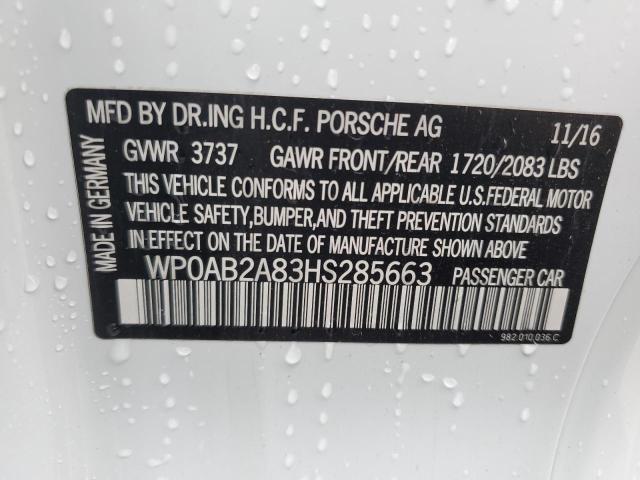 MFD BY DR.ING H.C.F. PORSCHE AG 11/16
GVWR 3737 GAWR FRONT/REAR 1720/2083 LBS
THIS VEHICLE CONFORMS TO ALL APPLICABLE U.S.FEDERAL MOTOR
VEHICLE SAFETY,BUMPER,AND THEFT PREVENTION STANDARDS
IN EFFECT ON THE DATE OF MANUFACTURE SHOWN ABOVE
WP0AB2A83HS285663 PASSENGER CAR
982.010.036.C
MADE IN GERMANY